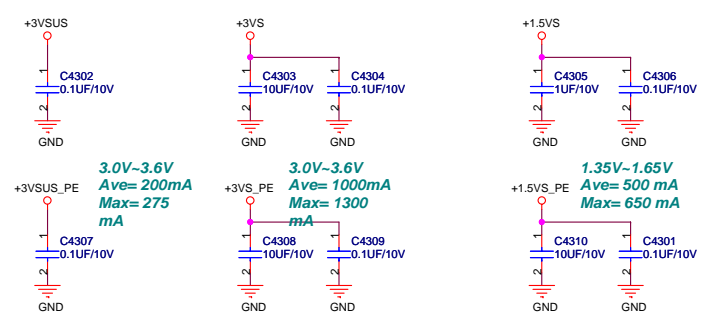 +3VSUS
+3VS
+1.5VS
1
C4302
0.1UF/10V
2
GND
1
C4303
10UF/10V
2
GND
1
C4304
0.1UF/10V
2
GND
1
C4305
1UF/10V
2
GND
1
C4306
0.1UF/10V
2
GND
3.0V~3.6V
Ave= 200mA
Max= 275
mA
3.0V~3.6V
Ave= 1000mA
Max= 1300
mA
1.35V~1.65V
Ave= 500 mA
Max= 650 mA
+3VSUS_PE
+3VS_PE
+1.5VS_PE
1
C4307
0.1UF/10V
2
GND
1
C4308
10UF/10V
2
GND
1
C4309
0.1UF/10V
2
GND
1
C4310
10UF/10V
2
GND
1
C4301
0.1UF/10V
2
GND